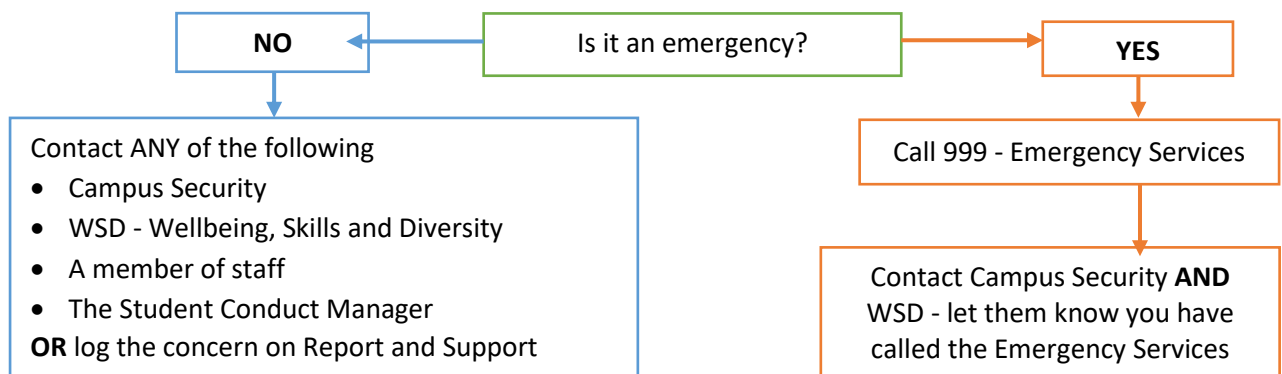 Is it an emergency?
NO
YES
Contact ANY of the following
• Campus Security
• WSD - Wellbeing, Skills and Diversity
• A member of staff
• The Student Conduct Manager
OR log the concern on Report and Support
Call 999 - Emergency Services
Contact Campus Security AND
WSD - let them know you have
called the Emergency Services